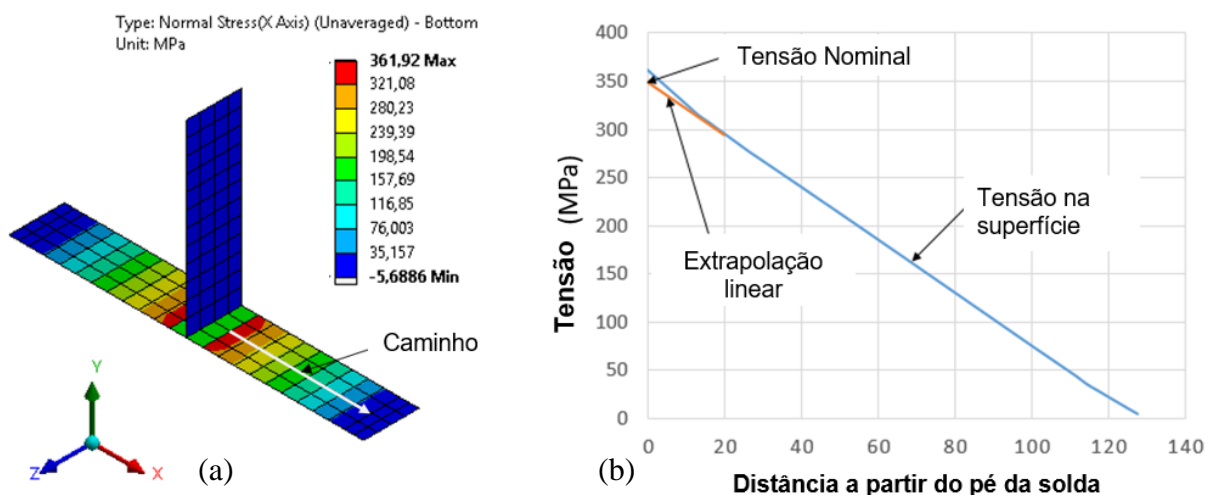 Type: Normal Stress(X Axis) (Unaveraged) - Bottom
Unit: MPa
361,92 Max
321,08
280,23
239,39
198,54
157,69
116,85
76,003
35,157
-5,6886 Min
Caminho
Y
Z
X
(a)
400
350
300
250
200
150
100
50
0
Tensão (MPa)
Tensão Nominal
Extrapolação
linear
Tensão na
superfície
0 20 40 60 80 100 120 140
(b)
Distância a partir do pé da solda